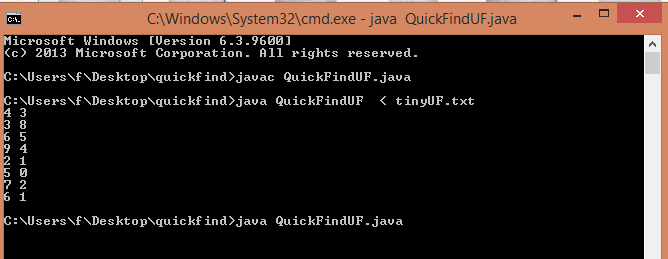 C:\Windows\System32\cmd.exe - java  QuickFindUF.java
Microsoft Windows [Version 6.3.9600]
(c) 2013 Microsoft Corporation. All rights reserved.
C:\Users\f\Desktop\quickfind>javac QuickFindUF.java
C:\Users\f\Desktop\quickfind>java QuickFindUF  < tinyUF.txt
4 3
3 8
6 5
9 4
2 1
5 0
7 2
6 1
C:\Users\f\Desktop\quickfind>java QuickFindUF.java